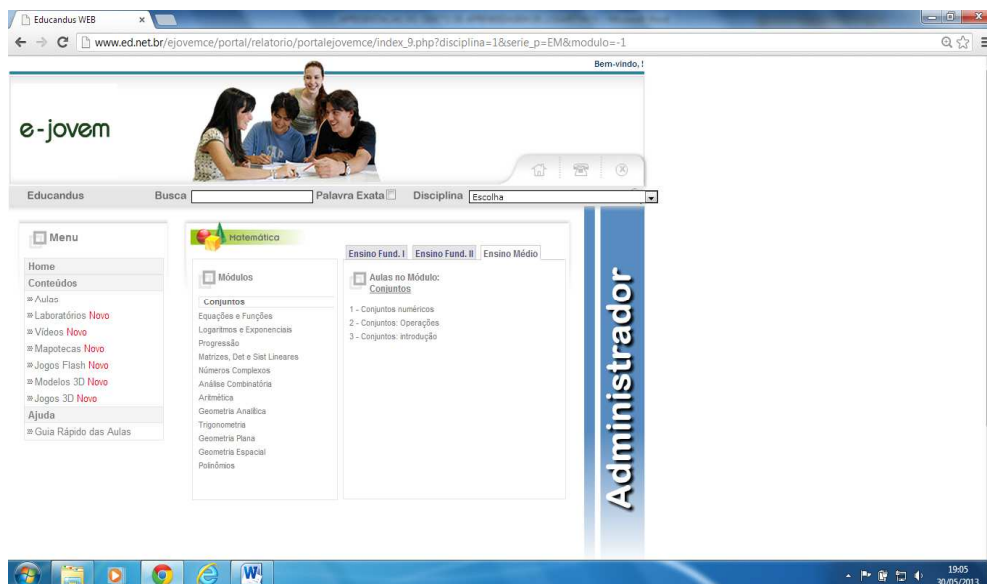 Educandus WEB
www.ed.net.br/ejovemce/portal/relatorio/portalejovemce/index_9.php?disciplina=1&serie_p=EM&modulo=-1
Bem-vindo, !
e-jovem
Educandus Busca Palavra Exata Disciplina Escolha
Menu
Home
Conteúdos
» Aulas
» Laboratórios Novo
» Vídeos Novo
» Mapotecas Novo
» Jogos Flash Novo
» Modelos 3D Novo
» Jogos 3D Novo
Ajuda
» Guia Rápido das Aulas
Matemática
Módulos
Conjuntos
Equações e Funções
Logaritmos e Exponenciais
Progressão
Matrizes, Det e Sist Lineares
Números Complexos
Análise Combinatória
Aritmética
Geometria Analítica
Trigonometria
Geometria Plana
Geometria Espacial
Polinômios
Ensino Fund. I Ensino Fund. II Ensino Médio
Aulas no Módulo:
Conjuntos
1 - Conjuntos numéricos
2 - Conjuntos: Operações
3 - Conjuntos: introdução
Administrador
19:05
30/05/2013